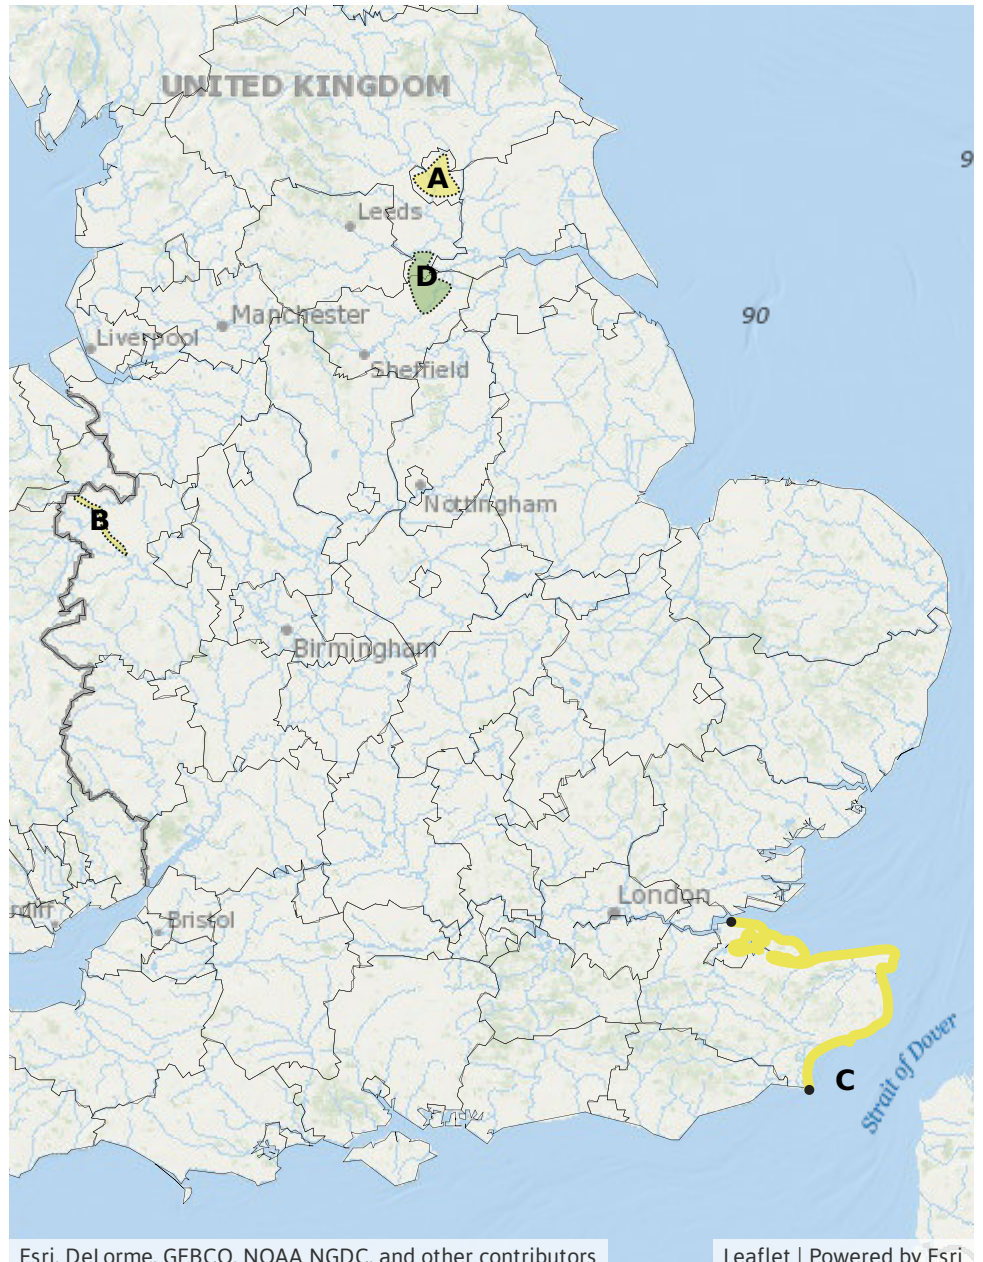 UNITED KINGDOM
9
A
Leeds
D
Manchester
90
Liverpool
Sheffield
Nottingham
B
Birmingham
London
rdiff
Bristol
Strait of Dover
C
Esri, DeLorme, GEBCO, NOAA NGDC, and other contributors
Leaflet | Powered by Esri